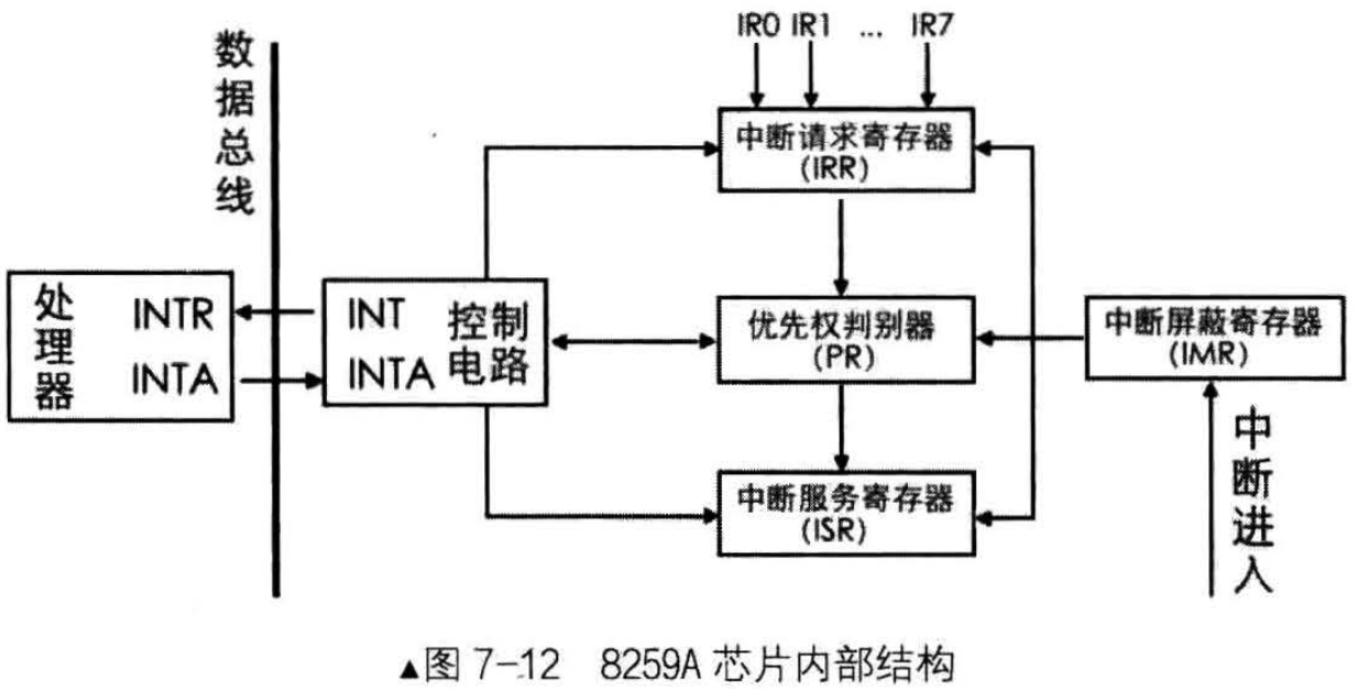 数据总线
IR0 IR1 ... IR7
中断请求寄存器
(IRR)
处理器
INTR
INTA
INT
INTA
控制
电路
优先权判别器
(PR)
中断屏蔽寄存器
(IMR)
中断服务寄存器
(ISR)
中断进入
▲图 7-12 8259A 芯片内部结构